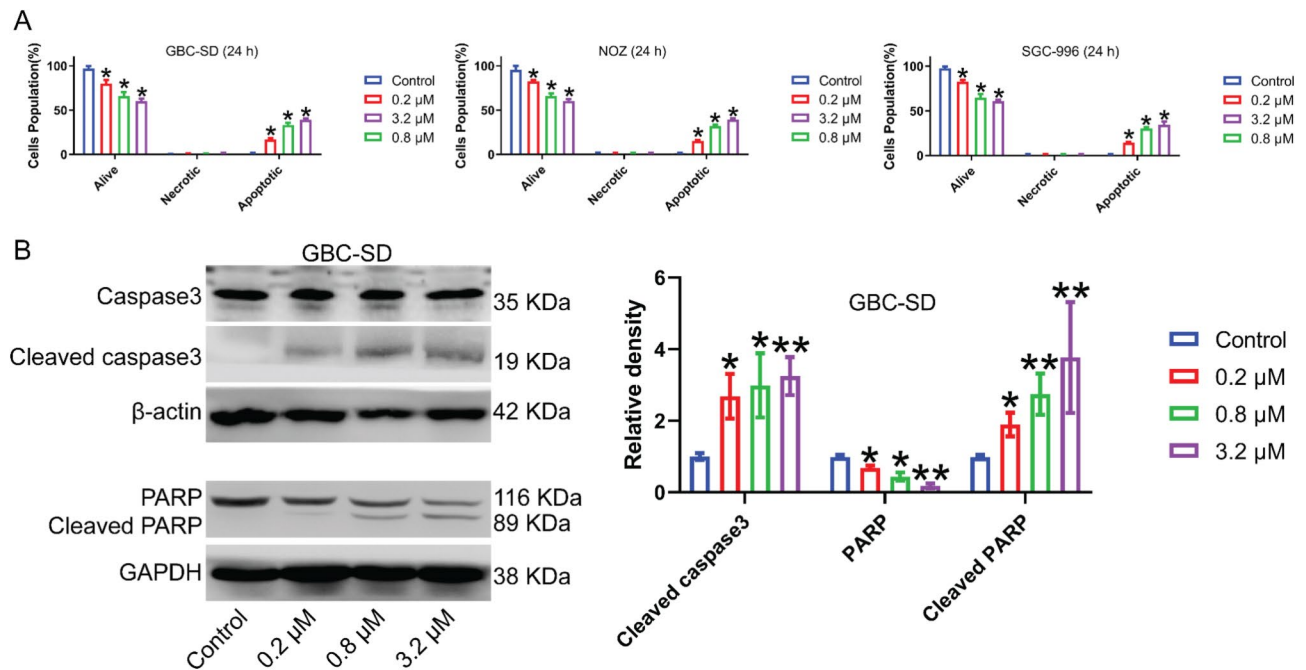 A
GBC-SD (24 h)
Cells Population(%)
100
50
0
* * *
* * *
Alive
Necrotic
Apoptotic
Control
0.2 μM
3.2 μM
0.8 μM
NOZ (24 h)
Cells Population(%)
100
50
0
* * *
* * *
Alive
Necrotic
Apoptotic
Control
0.2 μM
3.2 μM
0.8 μM
SGC-996 (24 h)
Cells Population(%)
100
50
0
* * *
* * *
Alive
Necrotic
Apoptotic
Control
0.2 μM
3.2 μM
0.8 μM
B
GBC-SD
Caspase3
35 KDa
Cleaved caspase3
19 KDa
β-actin
42 KDa
PARP
116 KDa
Cleaved PARP
89 KDa
GAPDH
38 KDa
Control
0.2 μM
0.8 μM
3.2 μM
GBC-SD
Relative density
6
4
2
0
* * **
* * **
* ** **
Cleaved caspase3
PARP
Cleaved PARP
Control
0.2 μM
0.8 μM
3.2 μM